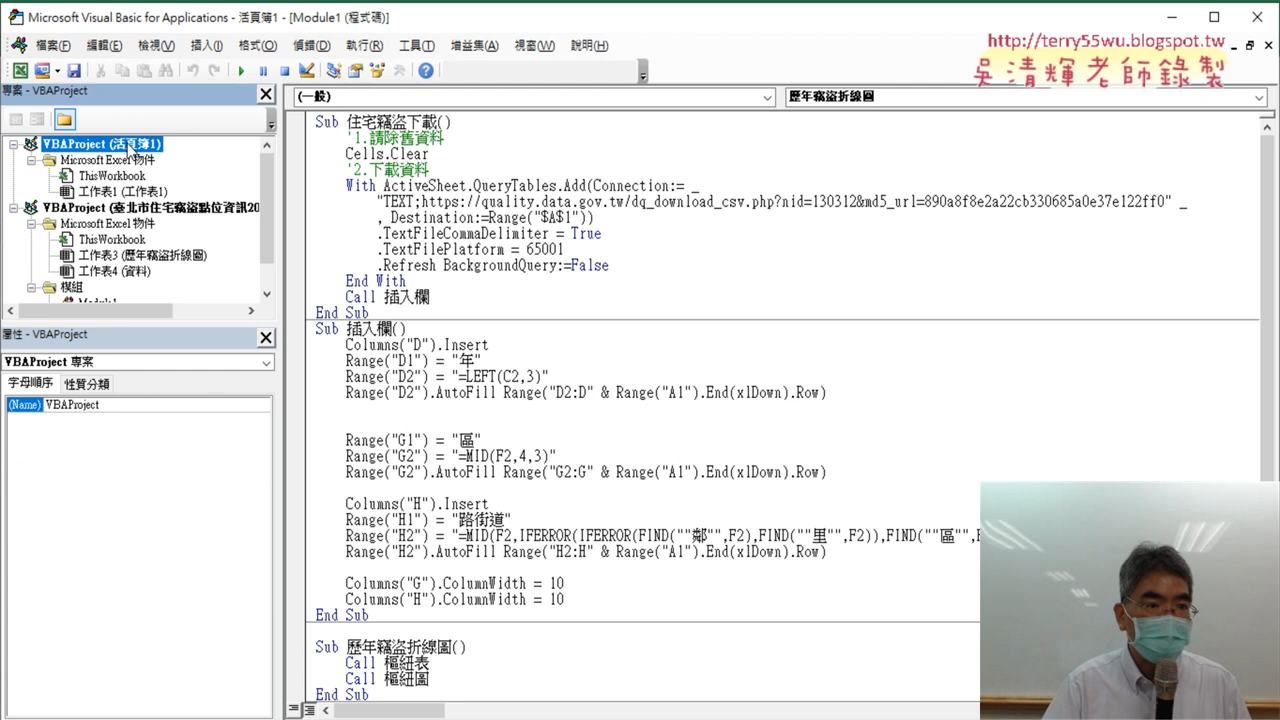 Microsoft Visual Basic for Applications - 活頁簿1 - [Module1 (程式碼)]
檔案(F) 編輯(E) 檢視(V) 插入(I) 格式(O) 偵錯(D) 執行(R) 工具(T) 增益集(A) 視窗(W) 說明(H)
http://terry55wu.blogspot.tw
吳清輝老師錄製
專案 - VBAProject
(一般)
歷年竊盜折線圖
VBAProject (活頁簿1)
Microsoft Excel 物件
ThisWorkbook
工作表1 (工作表1)
VBAProject (臺北市住宅竊盜點位資訊20
Microsoft Excel 物件
ThisWorkbook
工作表3 (歷年竊盜折線圖)
工作表4 (資料)
模組
Module1
屬性 - VBAProject
VBAProject 專案
字母順序 性質分類
(Name) VBAProject
Sub 住宅竊盜下載()
'1.請除舊資料
Cells.Clear
'2.下載資料
With ActiveSheet.QueryTables.Add(Connection:= _
"TEXT;https://quality.data.gov.tw/dq_download_csv.php?nid=130312&md5_url=890a8f8e2a22cb330685a0e37e122ff0" _
, Destination:=Range("$A$1"))
.TextFileCommaDelimiter = True
.TextFilePlatform = 65001
.Refresh BackgroundQuery:=False
End With
Call 插入欄
End Sub
Sub 插入欄()
Columns("D").Insert
Range("D1") = "年"
Range("D2") = "=LEFT(C2,3)"
Range("D2").AutoFill Range("D2:D" & Range("A1").End(xlDown).Row)
Range("G1") = "區"
Range("G2") = "=MID(F2,4,3)"
Range("G2").AutoFill Range("G2:G" & Range("A1").End(xlDown).Row)
Columns("H").Insert
Range("H1") = "路街道"
Range("H2") = "=MID(F2,IFERROR(IFERROR(FIND(""鄰"",F2),FIND(""里"",F2)),FIND(""區"",F
Range("H2").AutoFill Range("H2:H" & Range("A1").End(xlDown).Row)
Columns("G").ColumnWidth = 10
Columns("H").ColumnWidth = 10
End Sub
Sub 歷年竊盜折線圖()
Call 樞紐表
Call 樞紐圖
End Sub